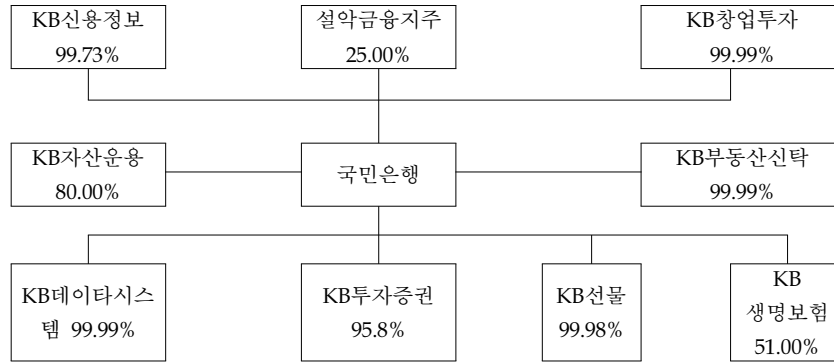 KB신용정보
99.73%
설악금융지주
25.00%
KB창업투자
99.99%
KB자산운용
80.00%
국민은행
KB부동산신탁
99.99%
KB데이타시스
템 99.99%
KB투자증권
95.8%
KB선물
99.98%
KB
생명보험
51.00%